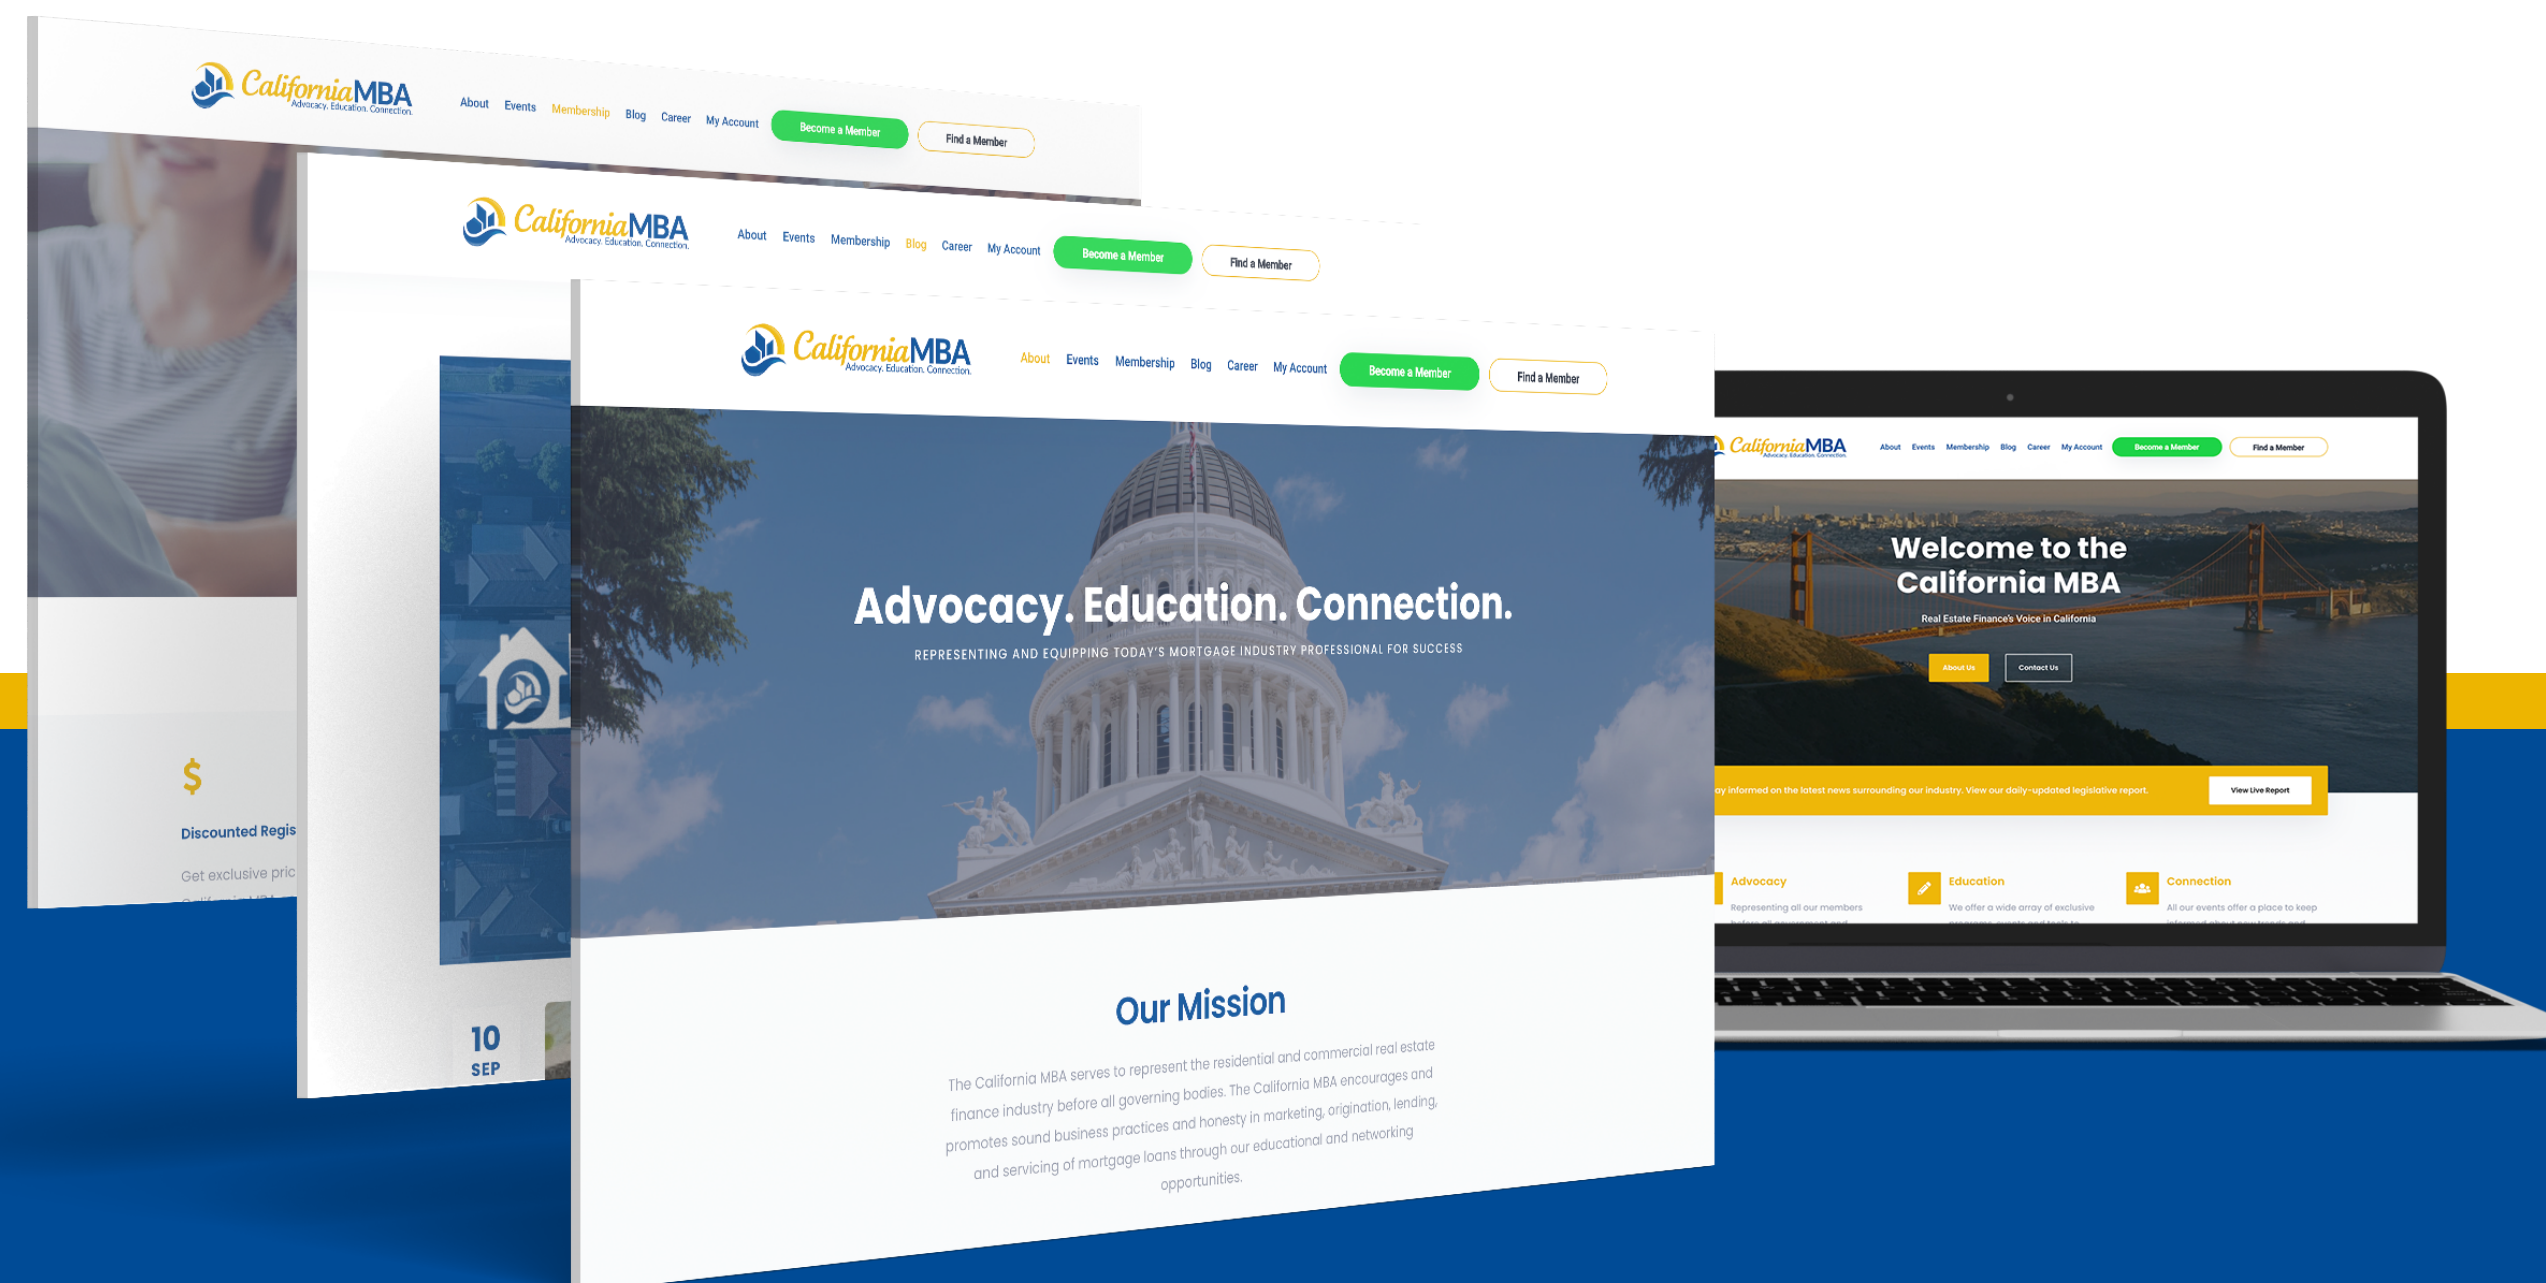 CaliforniaMBA
Advocacy. Education. Connection.
About Events Membership Blog Career My Account Become a Member Find a Member
$
Discounted Regis
Get exclusive pric
CaliforniaMBA
Advocacy. Education. Connection.
About Events Membership Blog Career My Account Become a Member Find a Member
10
SEP
CaliforniaMBA
Advocacy. Education. Connection.
About Events Membership Blog Career My Account Become a Member Find a Member
Advocacy. Education. Connection.
REPRESENTING AND EQUIPPING TODAY'S MORTGAGE INDUSTRY PROFESSIONAL FOR SUCCESS
Our Mission
The California MBA serves to represent the residential and commercial real estate
finance industry before all governing bodies. The California MBA encourages and
promotes sound business practices and honesty in marketing, origination, lending,
and servicing of mortgage loans through our educational and networking
opportunities.
CaliforniaMBA
Advocacy. Education. Connection.
About Events Membership Blog Career My Account Become a Member Find a Member
Welcome to the
California MBA
Real Estate Finance's Voice in California
About Us Contact Us
ay informed on the latest news surrounding our industry. View our daily-updated legislative report. View Live Report
Advocacy
Representing all our members
Education
We offer a wide array of exclusive
Connection
All our events offer a place to keep